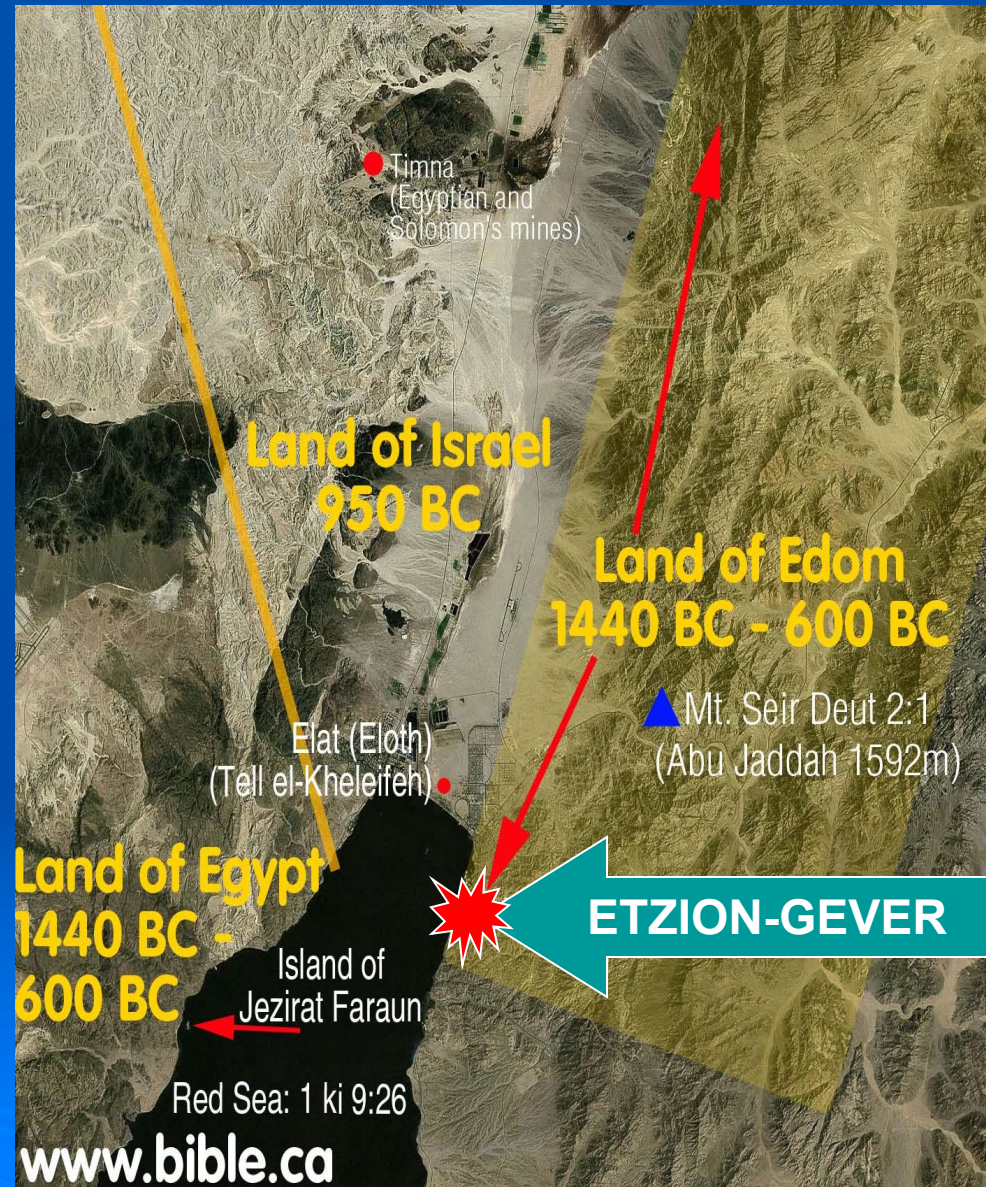 Timna
(Egyptian and
Solomon's mines)
Land of Israel
950 BC
Land of Edom
1440 BC - 600 BC
Mt. Seir Deut 2:1
(Abu Jaddah 1592m)
Elat (Eloth)
(Tell el-Kheleifeh)
Land of Egypt
1440 BC -
600 BC
ETZION-GEVER
Island of
Jezirat Faraun
Red Sea: 1 ki 9:26
www.bible.ca